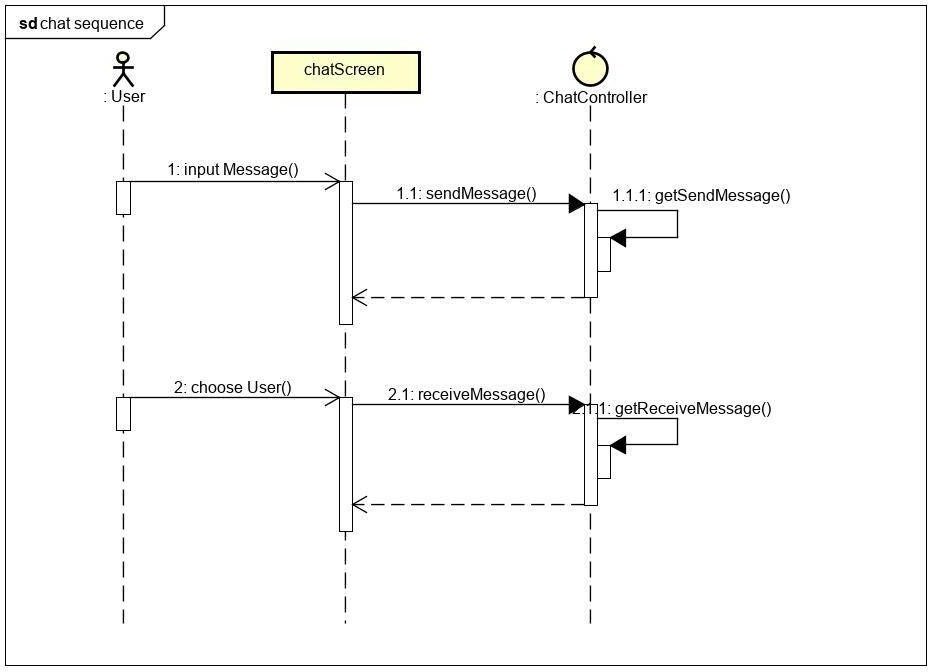 sd chat sequence
: User
chatScreen
: ChatController
1: input Message()
1.1: sendMessage()
1.1.1: getSendMessage()
2: choose User()
2.1: receiveMessage()
2.1.1: getReceiveMessage()